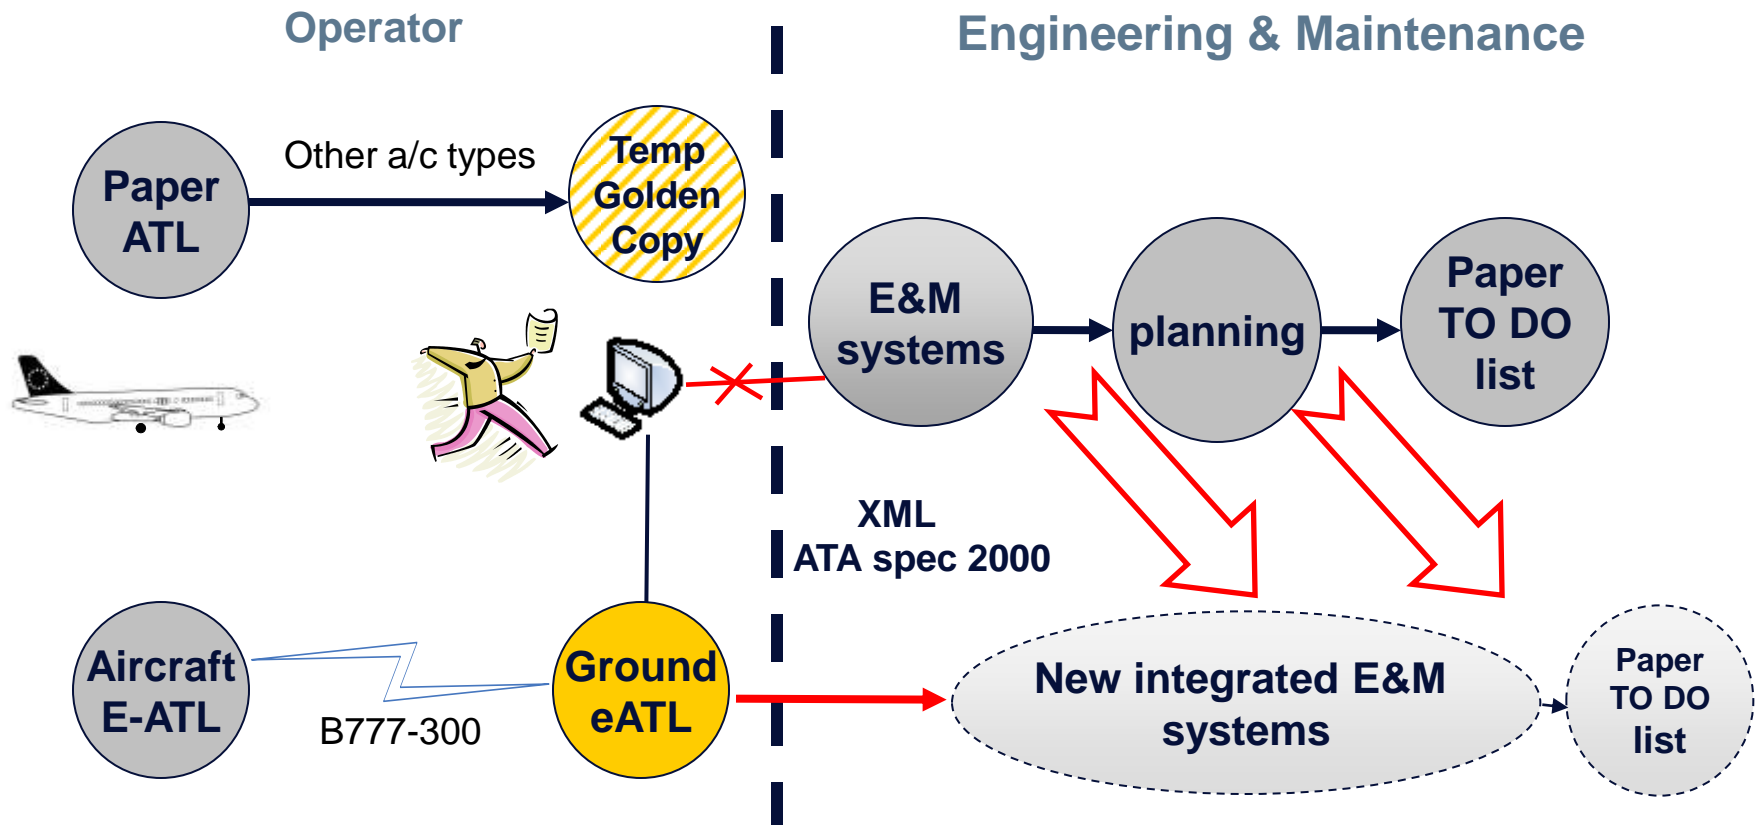 Operator
Engineering & Maintenance
Other a/c types
Paper
ATL
Temp
Golden
Copy
E&M
systems
planning
Paper
TO DO
list
XML
ATA spec 2000
Aircraft
E-ATL
B777-300
Ground
eATL
New integrated E&M
systems
Paper
TO DO
list